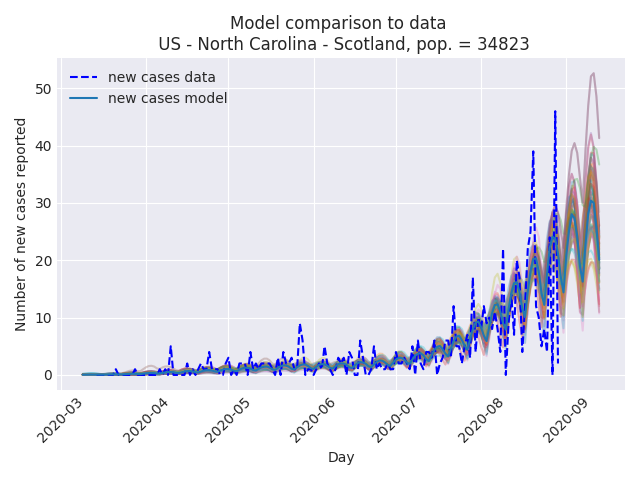 Model comparison to data
US - North Carolina - Scotland, pop. = 34823
new cases data
new cases model
Number of new cases reported
50
40
30
20
10
0
2020-03
2020-04
2020-05
2020-06
2020-07
2020-08
2020-09
Day